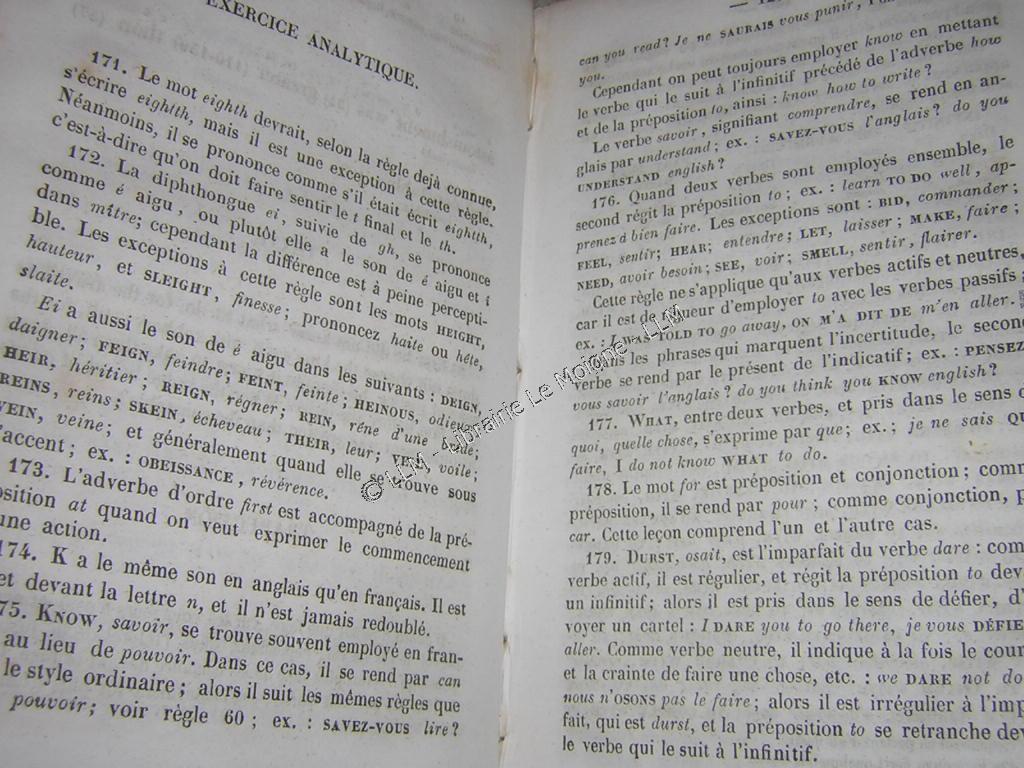 EXERCICE ANALYTIQUE.
171. Le mot eighth devrait, selon la règle dejà connue,
s'écrire eightth, mais il est une exception à cette règle.
Néanmoins, il se prononce comme s'il était écrit eightth,
c'est-à-dire qu'on doit faire sentir le t final et le th.
172. La diphthongue ei, suivie de gh, se prononce
comme é aigu, ou plutôt elle a le son de é aigu et i
dans mître; cependant la différence est à peine percepti-
ble. Les exceptions à cette règle sont les mots HEIGHT,
hauteur, et SLEIGHT, finesse; prononcez haite ou héte,
slaite.
Ei a aussi le son de é aigu dans les suivants : DEIGN,
daigner; FEIGN, feindre; FEINT, feinte; HEINOUS, odieux;
HEIR, héritier; REIGN, régner; REIN, réne d'une bride;
REINS, reins; SKEIN, écheveau; THEIR, leur; VEIL, voile;
VEIN, veine; et généralement quand elle se trouve sous
l'accent; ex. : OBEISSANCE, révérence.
173. L'adverbe d'ordre first est accompagné de la pré-
position at quand on veut exprimer le commencement
une action.
174. K a le même son en anglais qu'en français. Il est
et devant la lettre n, et il n'est jamais redoublé.
75. KNOW, savoir, se trouve souvent employé en fran-
au lieu de pouvoir. Dans ce cas, il se rend par can
le style ordinaire; alors il suit les mêmes règles que
pouvoir; voir règle 60; ex. : SAVEZ-VOUS lire?
can you read? Je ne SAURAIS vous punir,
you.
Cependant on peut toujours employer know en mettant
le verbe qui le suit à l'infinitif précédé de l'adverbe how
et de la préposition to, ainsi : know how to write?
Le verbe savoir, signifiant comprendre, se rend en an-
glais par understand; ex. : SAVEZ-VOUS l'anglais? do you
UNDERSTAND english?
176. Quand deux verbes sont employés ensemble, le
second régit la préposition to; ex. : learn TO DO well, ap-
prenez à bien faire. Les exceptions sont : BID, commander;
FEEL, sentir; HEAR; entendre; LET, laisser; MAKE, faire;
NEED, avoir besoin; SEE, voir; SMELL, sentir, flairer.
Cette règle ne s'applique qu'aux verbes actifs et neutres,
car il est de rigueur d'employer to avec les verbes passifs;
ex. : I WAS TOLD TO go away, ON M'A DIT DE m'en aller.
Dans les phrases qui marquent l'incertitude, le second
verbe se rend par le présent de l'indicatif; ex. : PENSEZ
vous savoir l'anglais? do you think you KNOW english?
177. WHAT, entre deux verbes, et pris dans le sens
quoi, quelle chose, s'exprime par que; ex.; je ne sais QU
faire, I do not know WHAT to do.
178. Le mot for est préposition et conjonction; comm
préposition, il se rend par pour; comme conjonction, p
car. Cette leçon comprend l'un et l'autre cas.
179. DURST, osait, est l'imparfait du verbe dare : com
verbe actif, il est régulier, et régit la préposition to dev
un infinitif; alors il est pris dans le sens de défier, d'
voyer un cartel : I DARE you to go there, je vous DÉFIE
aller. Comme verbe neutre, il indique à la fois le cour
et la crainte de faire une chose, etc. : we DARE not do
nous n'OSONS pas le faire; alors il est irrégulier à l'imp
fait, qui est durst, et la préposition to se retranche dev
le verbe qui le suit à l'infinitif.
© LLM - Librairie Le Moigne - LLM